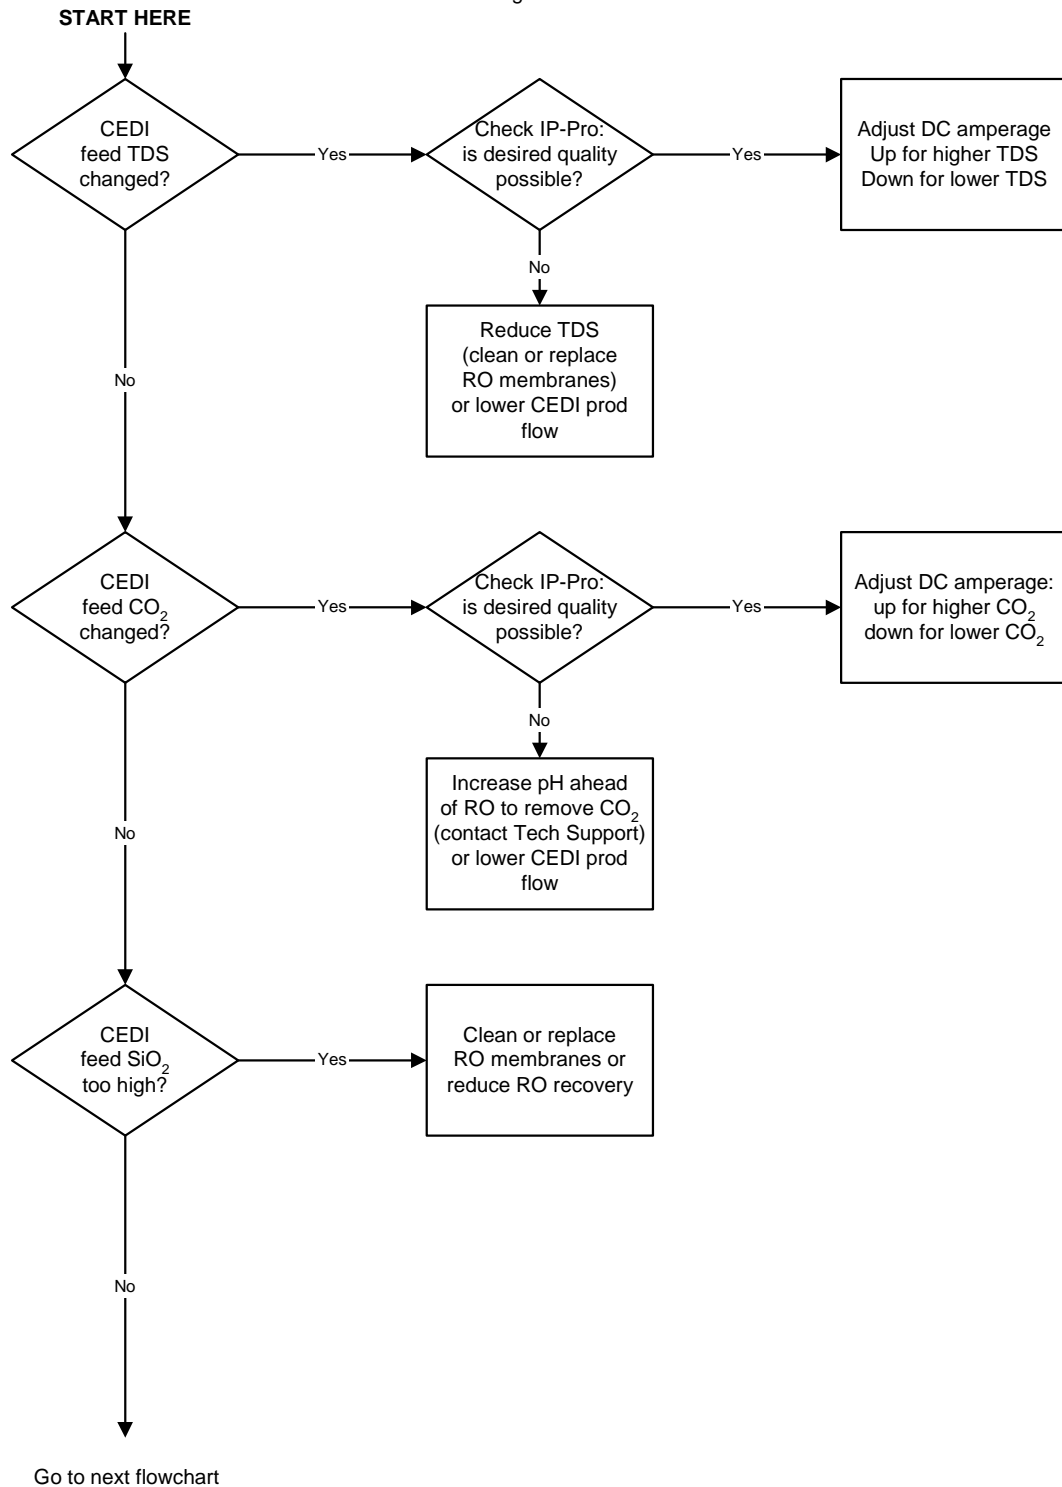 START HERE
CEDI
feed TDS
changed?
Yes
Check IP-Pro:
is desired quality
possible?
Yes
Adjust DC amperage
Up for higher TDS
Down for lower TDS
No
Reduce TDS
(clean or replace
RO membranes)
or lower CEDI prod
flow
No
CEDI
feed CO₂
changed?
Yes
Check IP-Pro:
is desired quality
possible?
Yes
Adjust DC amperage:
up for higher CO₂
down for lower CO₂
No
Increase pH ahead
of RO to remove CO₂
(contact Tech Support)
or lower CEDI prod
flow
No
CEDI
feed SiO₂
too high?
Yes
Clean or replace
RO membranes or
reduce RO recovery
No
Go to next flowchart